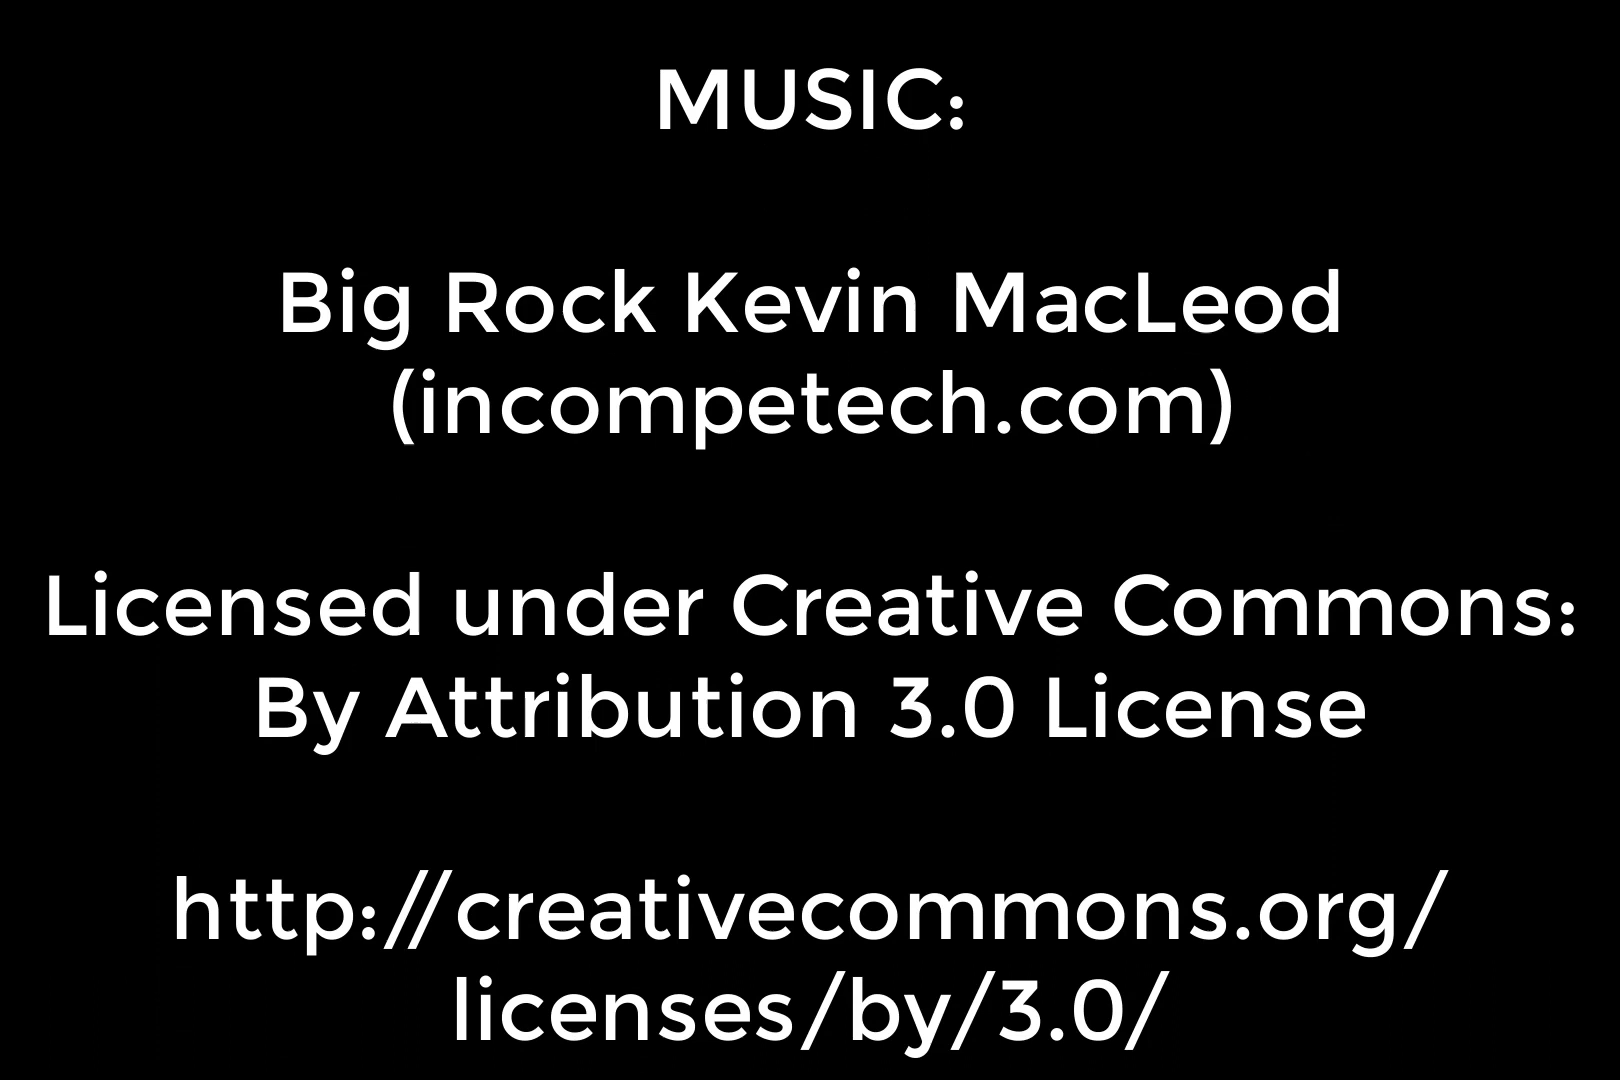 MUSIC:
Big Rock Kevin MacLeod
(incompetech.com)
Licensed under Creative Commons:
By Attribution 3.0 License
http://creativecommons.org/
licenses/by/3.0/